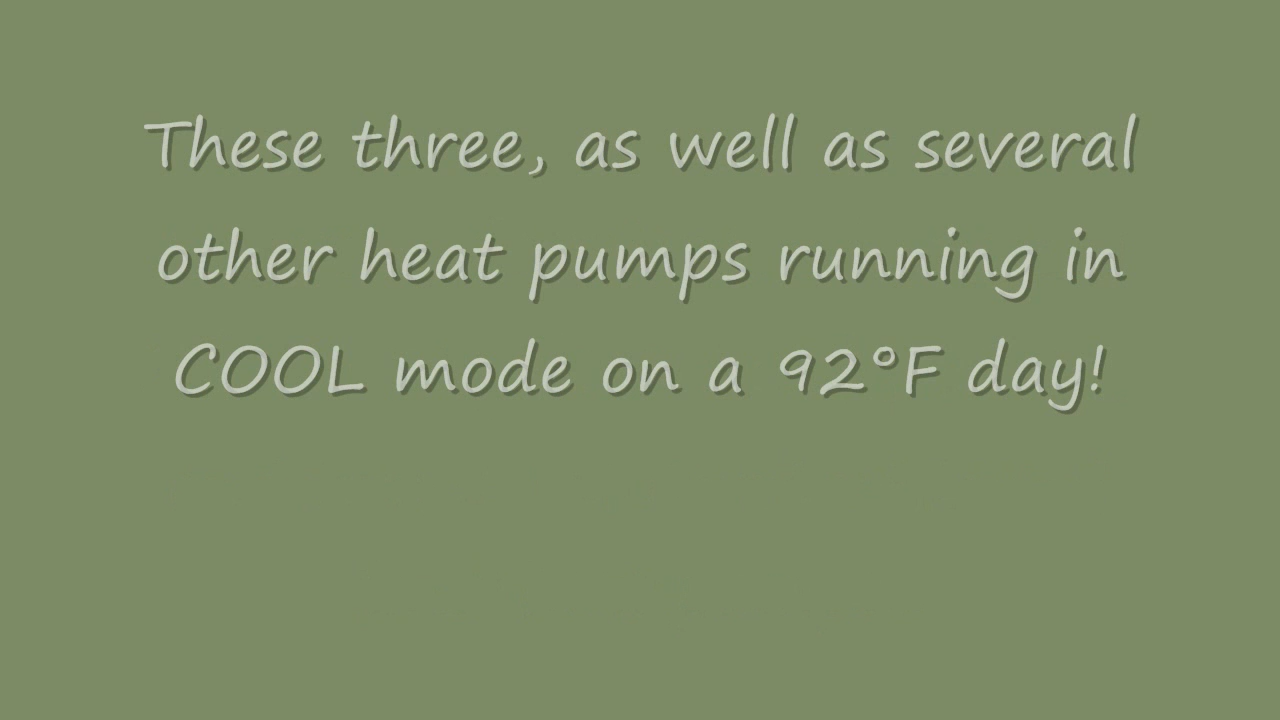 These three, as well as several
other heat pumps running in
COOL mode on a 92°F day!